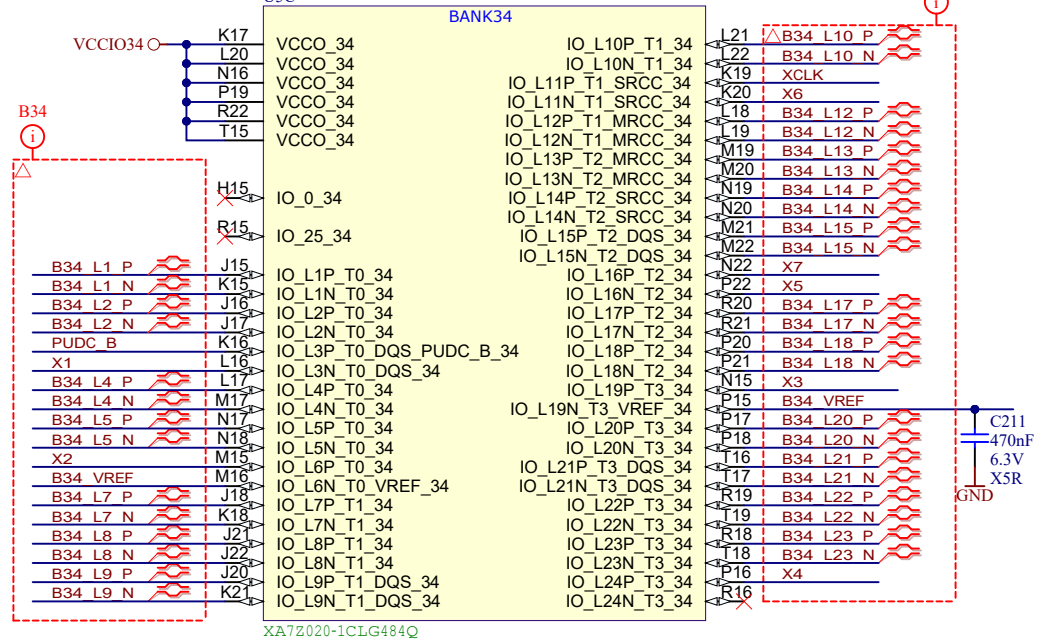 BANK34
VCCIO34
K17 VCCO_34
L20 VCCO_34
N16 VCCO_34
P19 VCCO_34
R22 VCCO_34
T15 VCCO_34
B34
i
i
H15 IO_0_34
R15 IO_25_34
B34_L1_P J15 IO_L1P_T0_34
B34_L1_N K15 IO_L1N_T0_34
B34_L2_P J16 IO_L2P_T0_34
B34_L2_N J17 IO_L2N_T0_34
PUDC_B K16 IO_L3P_T0_DQS_PUDC_B_34
X1 L16 IO_L3N_T0_DQS_34
B34_L4_P L17 IO_L4P_T0_34
B34_L4_N M17 IO_L4N_T0_34
B34_L5_P N17 IO_L5P_T0_34
B34_L5_N N18 IO_L5N_T0_34
X2 M15 IO_L6P_T0_34
B34_VREF M16 IO_L6N_T0_VREF_34
B34_L7_P J18 IO_L7P_T1_34
B34_L7_N K18 IO_L7N_T1_34
B34_L8_P J21 IO_L8P_T1_34
B34_L8_N J22 IO_L8N_T1_34
B34_L9_P J20 IO_L9P_T1_DQS_34
B34_L9_N K21 IO_L9N_T1_DQS_34
IO_L10P_T1_34 L21 B34_L10_P
IO_L10N_T1_34 L22 B34_L10_N
IO_L11P_T1_SRCC_34 K19 XCLK
IO_L11N_T1_SRCC_34 K20 X6
IO_L12P_T1_MRCC_34 L18 B34_L12_P
IO_L12N_T1_MRCC_34 L19 B34_L12_N
IO_L13P_T2_MRCC_34 M19 B34_L13_P
IO_L13N_T2_MRCC_34 M20 B34_L13_N
IO_L14P_T2_SRCC_34 N19 B34_L14_P
IO_L14N_T2_SRCC_34 N20 B34_L14_N
IO_L15P_T2_DQS_34 M21 B34_L15_P
IO_L15N_T2_DQS_34 M22 B34_L15_N
IO_L16P_T2_34 N22 X7
IO_L16N_T2_34 P22 X5
IO_L17P_T2_34 R20 B34_L17_P
IO_L17N_T2_34 R21 B34_L17_N
IO_L18P_T2_34 P20 B34_L18_P
IO_L18N_T2_34 P21 B34_L18_N
IO_L19P_T3_34 N15 X3
IO_L19N_T3_VREF_34 P15 B34_VREF
IO_L20P_T3_34 P17 B34_L20_P
IO_L20N_T3_34 P18 B34_L20_N
IO_L21P_T3_DQS_34 T16 B34_L21_P
IO_L21N_T3_DQS_34 T17 B34_L21_N
IO_L22P_T3_34 R19 B34_L22_P
IO_L22N_T3_34 T19 B34_L22_N
IO_L23P_T3_34 R18 B34_L23_P
IO_L23N_T3_34 T18 B34_L23_N
IO_L24P_T3_34 P16 X4
IO_L24N_T3_34 R16
C211
470nF
6.3V
X5R
GND
XA7Z020-1CLG484Q